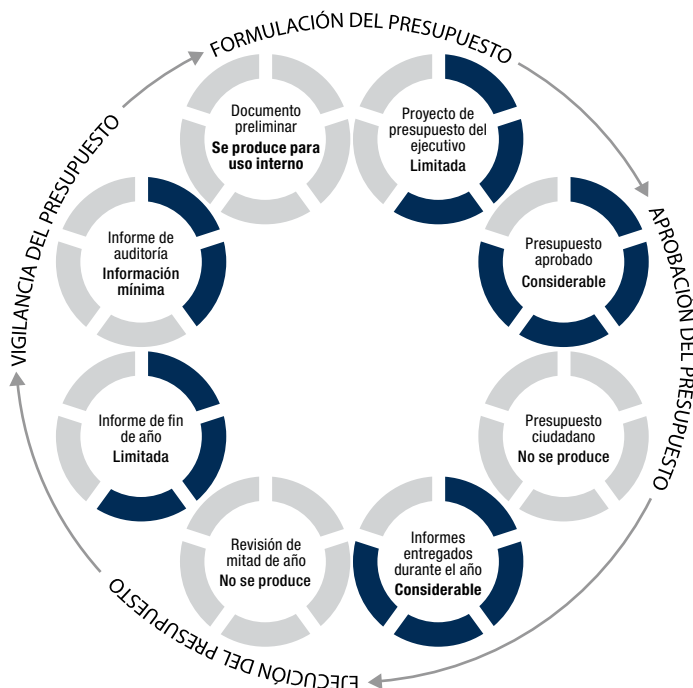 FORMULACIÓN DEL PRESUPUESTO
Documento
preliminar
Se produce para
uso interno
Proyecto de
presupuesto del
ejecutivo
Limitada
APROBACIÓN DEL PRESUPUESTO
Presupuesto
aprobado
Considerable
Presupuesto
ciudadano
No se produce
EJECUCIÓN DEL PRESUPUESTO
Informes
entregados
durante el año
Considerable
Revisión de
mitad de año
No se produce
VIGILANCIA DEL PRESUPUESTO
Informe de fin
de año
Limitada
Informe de
auditoría
Información
mínima